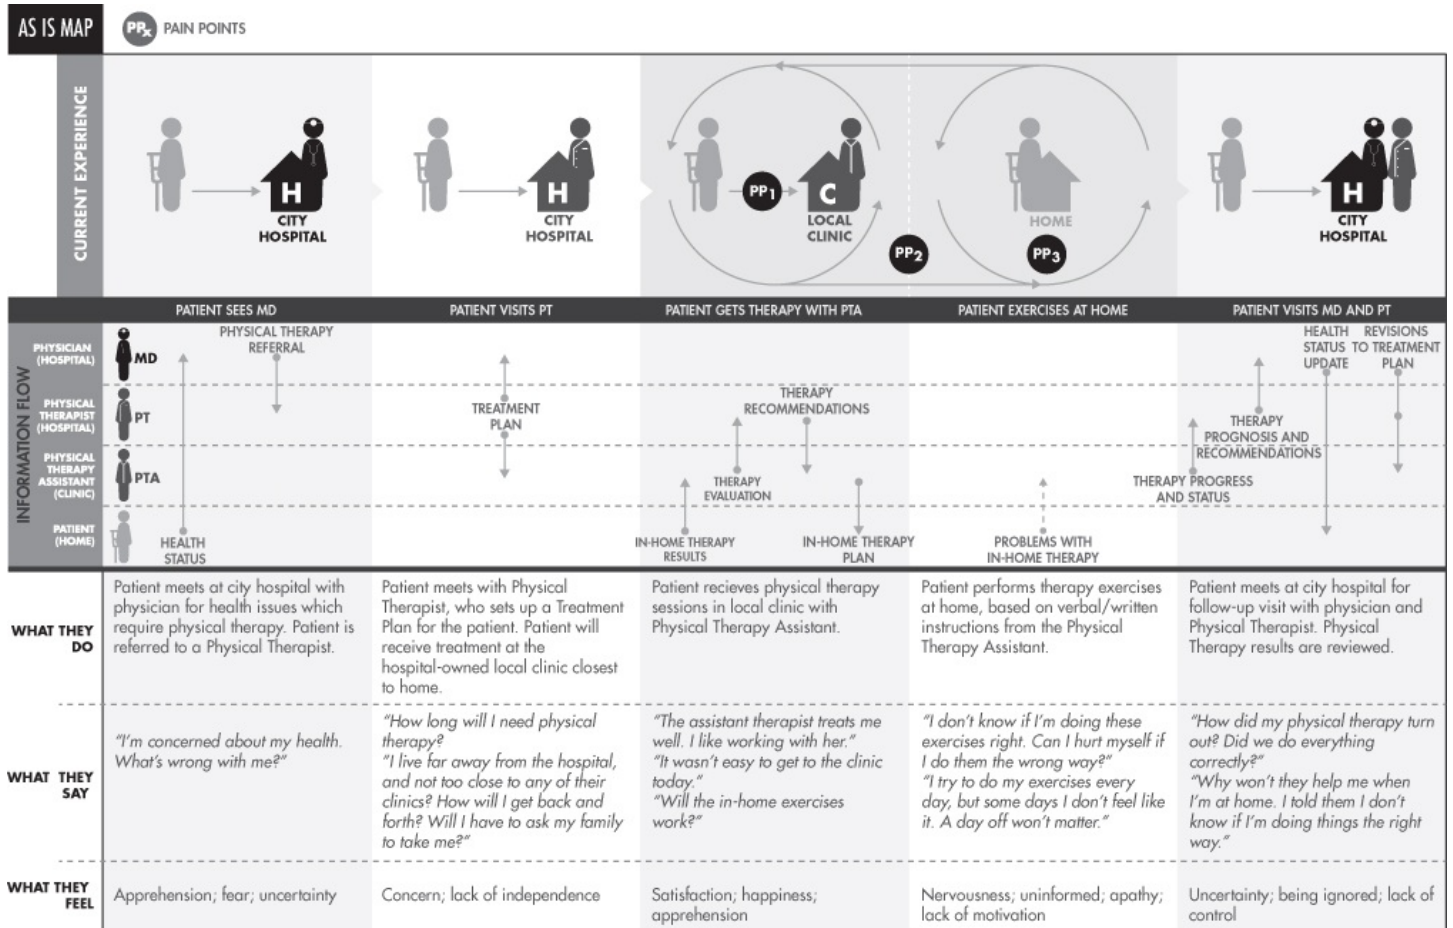 AS IS MAP
PPx PAIN POINTS
CURRENT EXPERIENCE
H
CITY
HOSPITAL
H
CITY
HOSPITAL
PP1
C
LOCAL
CLINIC
PP2
HOME
PP3
H
CITY
HOSPITAL
PATIENT SEES MD
PATIENT VISITS PT
PATIENT GETS THERAPY WITH PTA
PATIENT EXERCISES AT HOME
PATIENT VISITS MD AND PT
INFORMATION FLOW
PHYSICIAN
(HOSPITAL)
MD
PHYSICAL
THERAPIST
(HOSPITAL)
PT
PHYSICAL
THERAPY
ASSISTANT
(CLINIC)
PTA
PATIENT
(HOME)
HEALTH
STATUS
PHYSICAL THERAPY
REFERRAL
TREATMENT
PLAN
IN-HOME THERAPY
RESULTS
THERAPY
EVALUATION
THERAPY
RECOMMENDATIONS
IN-HOME THERAPY
PLAN
PROBLEMS WITH
IN-HOME THERAPY
THERAPY PROGRESS
AND STATUS
THERAPY
PROGNOSIS AND
RECOMMENDATIONS
HEALTH
STATUS
UPDATE
REVISIONS
TO TREATMENT
PLAN
WHAT THEY
DO
Patient meets at city hospital with
physician for health issues which
require physical therapy. Patient is
referred to a Physical Therapist.
Patient meets with Physical
Therapist, who sets up a Treatment
Plan for the patient. Patient will
receive treatment at the
hospital-owned local clinic closest
to home.
Patient recieves physical therapy
sessions in local clinic with
Physical Therapy Assistant.
Patient performs therapy exercises
at home, based on verbal/written
instructions from the Physical
Therapy Assistant.
Patient meets at city hospital for
follow-up visit with physician and
Physical Therapist. Physical
Therapy results are reviewed.
WHAT THEY
SAY
“I’m concerned about my health.
What’s wrong with me?”
“How long will I need physical
therapy?
“I live far away from the hospital,
and not too close to any of their
clinics? How will I get back and
forth? Will I have to ask my family
to take me?”
“The assistant therapist treats me
well. I like working with her.”
“It wasn’t easy to get to the clinic
today.”
“Will the in-home exercises
work?”
“I don’t know if I’m doing these
exercises right. Can I hurt myself if
I do them the wrong way?”
“I try to do my exercises every
day, but some days I don’t feel like
it. A day off won’t matter.”
“How did my physical therapy turn
out? Did we do everything
correctly?”
“Why won’t they help me when
I’m at home. I told them I don’t
know if I’m doing things the right
way.”
WHAT THEY
FEEL
Apprehension; fear; uncertainty
Concern; lack of independence
Satisfaction; happiness;
apprehension
Nervousness; uninformed; apathy;
lack of motivation
Uncertainty; being ignored; lack of
control